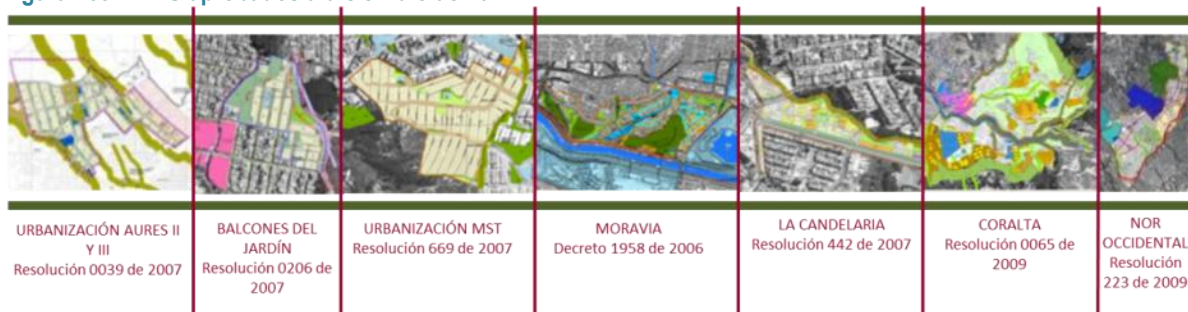 URBANIZACIÓN AURES II
Y III
Resolución 0039 de 2007
BALCONES DEL
JARDÍN
Resolución 0206 de
2007
URBANIZACIÓN MST
Resolución 669 de 2007
MORAVIA
Decreto 1958 de 2006
LA CANDELARIA
Resolución 442 de 2007
CORALTA
Resolución 0065 de
2009
NOR
OCCIDENTAL
Resolución
223 de 2009